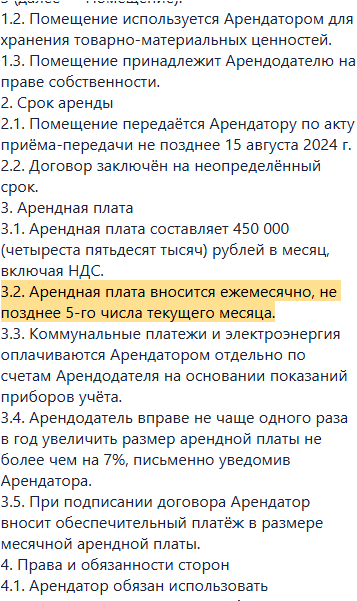 1.2. Помещение используется Арендатором для
хранения товарно-материальных ценностей.
1.3. Помещение принадлежит Арендодателю на
праве собственности.
2. Срок аренды
2.1. Помещение передаётся Арендатору по акту
приёма-передачи не позднее 15 августа 2024 г.
2.2. Договор заключён на неопределённый
срок.
3. Арендная плата
3.1. Арендная плата составляет 450 000
(четыреста пятьдесят тысяч) рублей в месяц,
включая НДС.
3.2. Арендная плата вносится ежемесячно, не
позднее 5-го числа текущего месяца.
3.3. Коммунальные платежи и электроэнергия
оплачиваются Арендатором отдельно по
счетам Арендодателя на основании показаний
приборов учёта.
3.4. Арендодатель вправе не чаще одного раза
в год увеличить размер арендной платы не
более чем на 7%, письменно уведомив
Арендатора.
3.5. При подписании договора Арендатор
вносит обеспечительный платёж в размере
месячной арендной платы.
4. Права и обязанности сторон
4.1. Арендатор обязан использовать